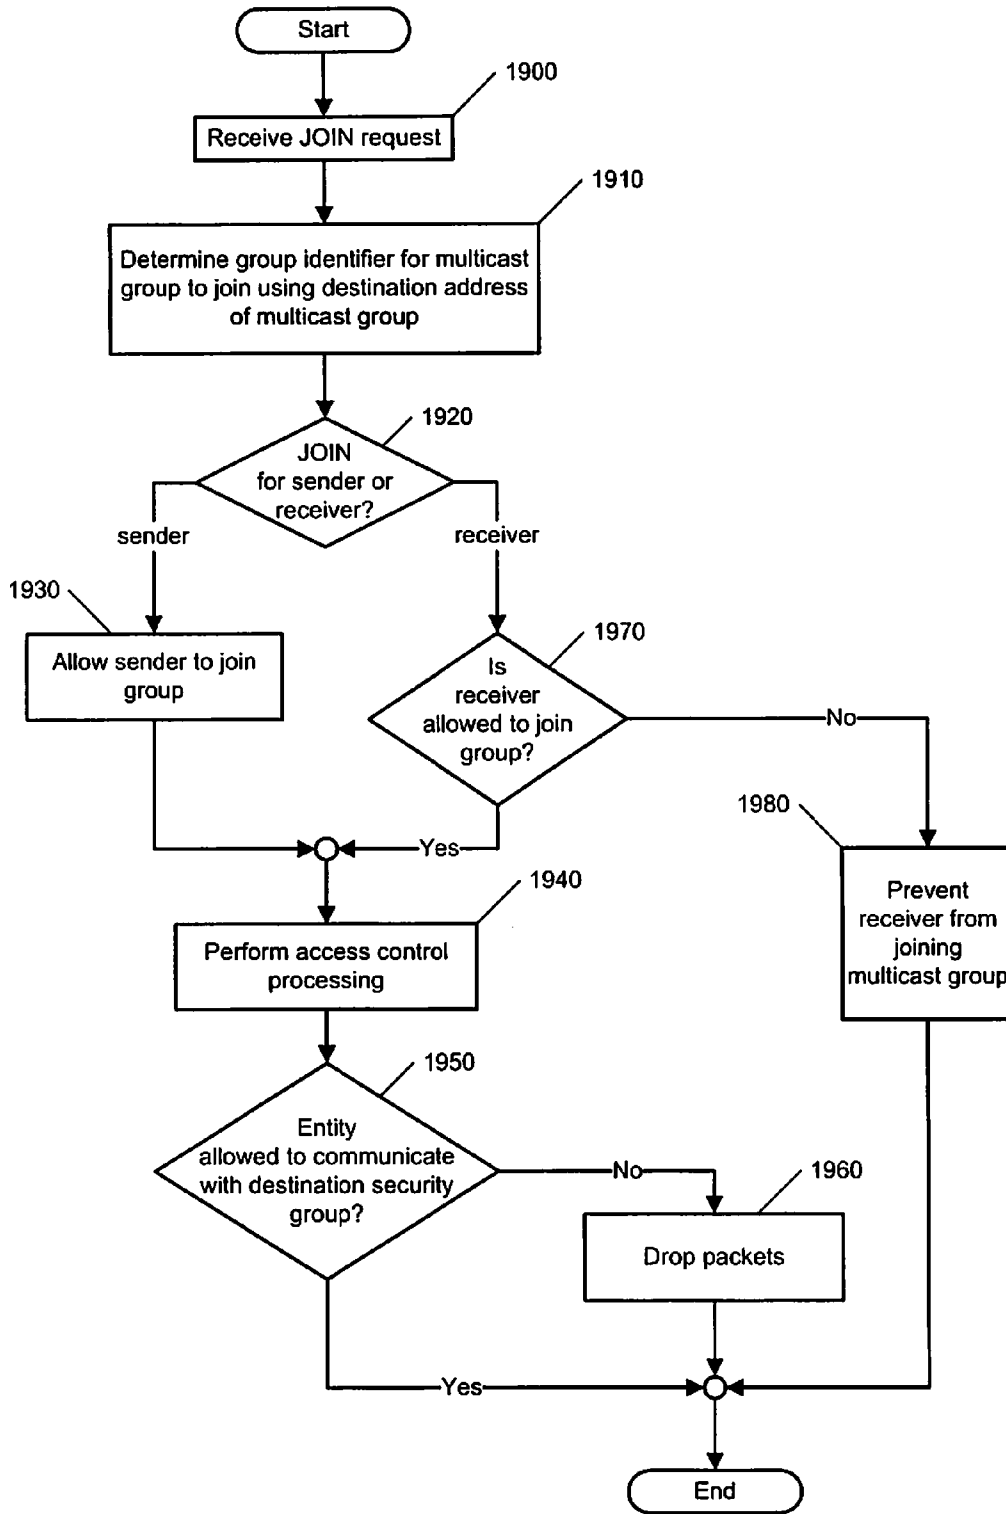 Start
1900
Receive JOIN request
1910
Determine group identifier for multicast
group to join using destination address
of multicast group
1920
JOIN
for sender or
receiver?
sender
receiver
1930
Allow sender to join
group
1970
Is
receiver
allowed to join
group?
No
Yes
1980
Prevent
receiver from
joining
multicast group
1940
Perform access control
processing
1950
Entity
allowed to communicate
with destination security
group?
No
1960
Drop packets
Yes
End